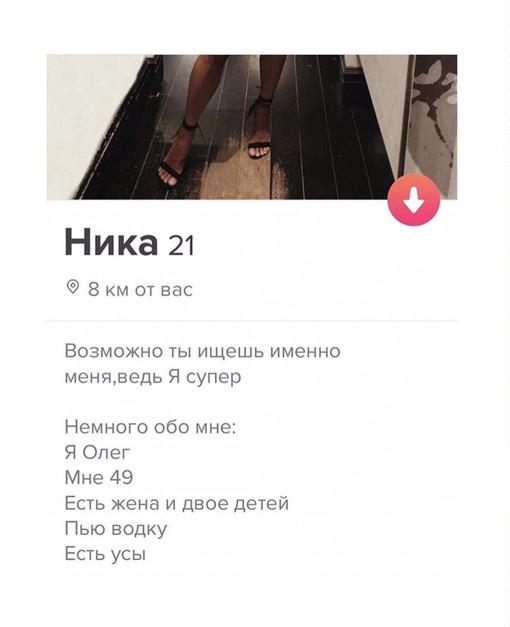 Ника 21
8 км от вас
Возможно ты ищешь именно
меня,ведь Я супер
Немного обо мне:
Я Олег
Мне 49
Есть жена и двое детей
Пью водку
Есть усы